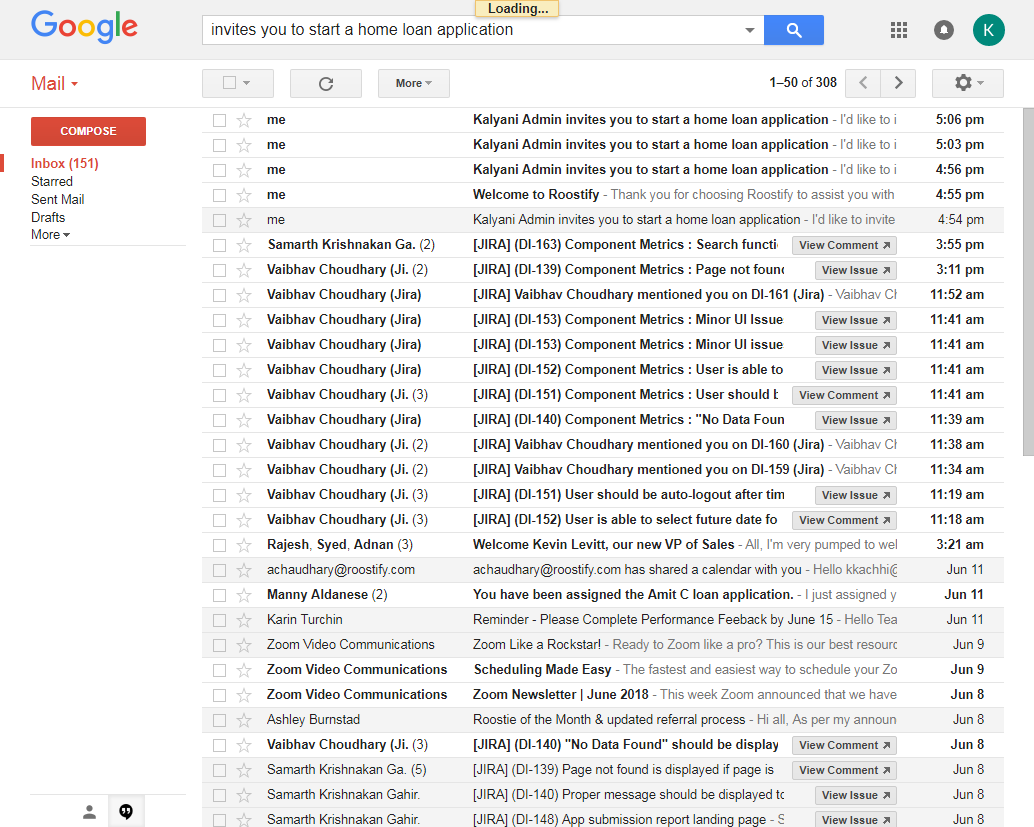 Loading...
Google
invites you to start a home loan application
K
Mail
More
1–50 of 308
COMPOSE
Inbox (151)
Starred
Sent Mail
Drafts
More
me Kalyani Admin invites you to start a home loan application - I'd like to i 5:06 pm
me Kalyani Admin invites you to start a home loan application - I'd like to i 5:03 pm
me Kalyani Admin invites you to start a home loan application - I'd like to i 4:56 pm
me Welcome to Roostify - Thank you for choosing Roostify to assist you with 4:55 pm
me Kalyani Admin invites you to start a home loan application - I'd like to invite 4:54 pm
Samarth Krishnakan Ga. (2) [JIRA] (DI-163) Component Metrics : Search functi View Comment 3:55 pm
Vaibhav Choudhary (Ji. (2) [JIRA] (DI-139) Component Metrics : Page not found View Issue 3:11 pm
Vaibhav Choudhary (Jira) [JIRA] Vaibhav Choudhary mentioned you on DI-161 (Jira) - Vaibhav Ch 11:52 am
Vaibhav Choudhary (Jira) [JIRA] (DI-153) Component Metrics : Minor UI Issue View Issue 11:41 am
Vaibhav Choudhary (Jira) [JIRA] (DI-153) Component Metrics : Minor UI issue View Issue 11:41 am
Vaibhav Choudhary (Jira) [JIRA] (DI-152) Component Metrics : User is able to View Issue 11:41 am
Vaibhav Choudhary (Ji. (3) [JIRA] (DI-151) Component Metrics : User should b View Comment 11:41 am
Vaibhav Choudhary (Jira) [JIRA] (DI-140) Component Metrics : "No Data Foun View Issue 11:39 am
Vaibhav Choudhary (Ji. (2) [JIRA] Vaibhav Choudhary mentioned you on DI-160 (Jira) - Vaibhav Ch 11:38 am
Vaibhav Choudhary (Ji. (2) [JIRA] Vaibhav Choudhary mentioned you on DI-159 (Jira) - Vaibhav Ch 11:34 am
Vaibhav Choudhary (Ji. (3) [JIRA] (DI-151) User should be auto-logout after tim View Issue 11:19 am
Vaibhav Choudhary (Ji. (3) [JIRA] (DI-152) User is able to select future date fo View Comment 11:18 am
Rajesh, Syed, Adnan (3) Welcome Kevin Levitt, our new VP of Sales - All, I'm very pumped to wel 3:21 am
achaudhary@roostify.com achaudhary@roostify.com has shared a calendar with you - Hello kkachhi@ Jun 11
Manny Aldanese (2) You have been assigned the Amit C loan application. - I just assigned y Jun 11
Karin Turchin Reminder - Please Complete Performance Feeback by June 15 - Hello Tea Jun 11
Zoom Video Communications Zoom Like a Rockstar! - Ready to Zoom like a pro? This is our best resourc Jun 9
Zoom Video Communications Scheduling Made Easy - The fastest and easiest way to schedule your Zo Jun 9
Zoom Video Communications Zoom Newsletter | June 2018 - This week Zoom announced that we have Jun 8
Ashley Burnstad Roostie of the Month & updated referral process - Hi all, As per my announ Jun 8
Vaibhav Choudhary (Ji. (3) [JIRA] (DI-140) "No Data Found" should be display View Comment Jun 8
Samarth Krishnakan Ga. (5) [JIRA] (DI-139) Page not found is displayed if page is View Comment Jun 8
Samarth Krishnakan Gahir. [JIRA] (DI-140) Proper message should be displayed to View Issue Jun 8
Samarth Krishnakan Gahir. [JIRA] (DI-148) App submission report landing page - S View Issue Jun 8